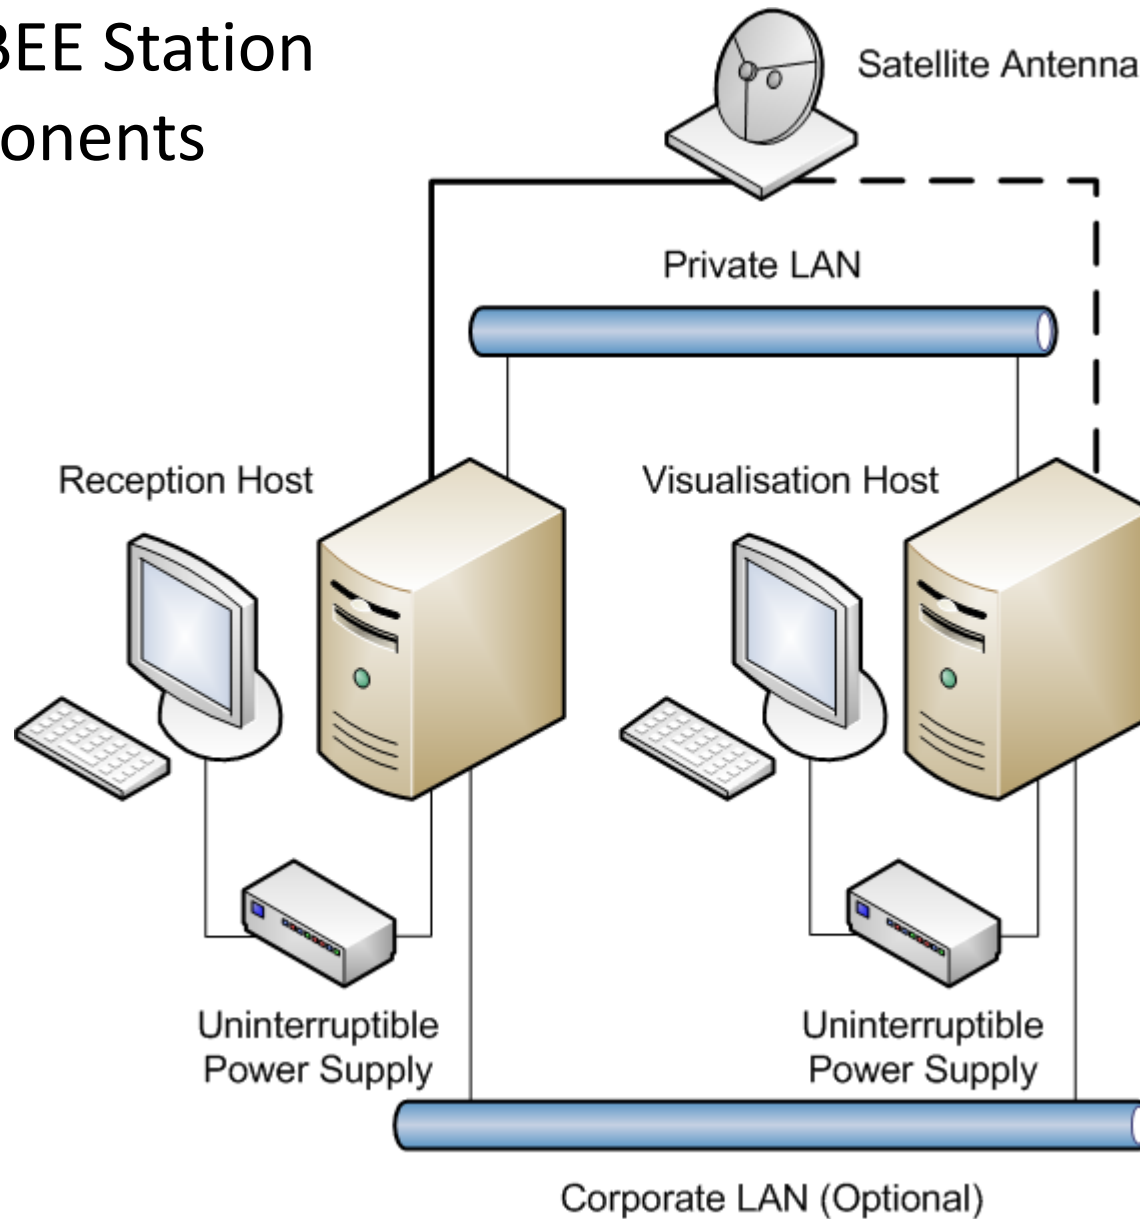 BEE Station
onents
Satellite Antenna
Private LAN
Reception Host
Visualisation Host
Uninterruptible
Power Supply
Uninterruptible
Power Supply
Corporate LAN (Optional)